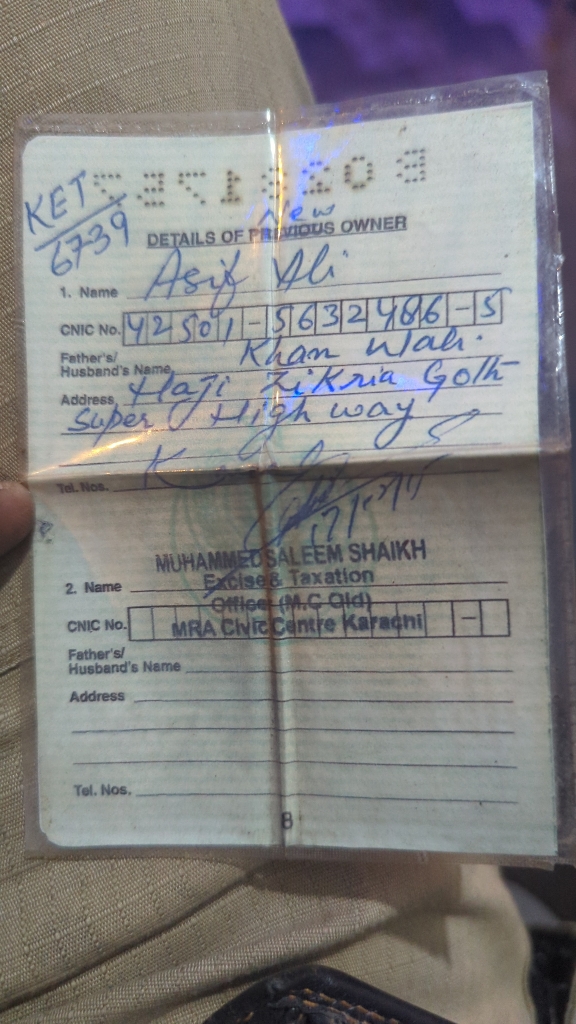 KET
6739
New
DETAILS OF PREVIOUS OWNER
1. Name Asif Ali
CNIC No. 42501-5632486-5
Father's/
Husband's Name Khan Wali.
Address Haji Zikria Goth
Super High way
Tel. Nos.
MUHAMMED SALEEM SHAIKH
Excise & Taxation
2. Name
Officer (M.C Old)
CNIC No. -
MRA Civic Centre Karachi
Father's/
Husband's Name
Address
Tel. Nos.
8